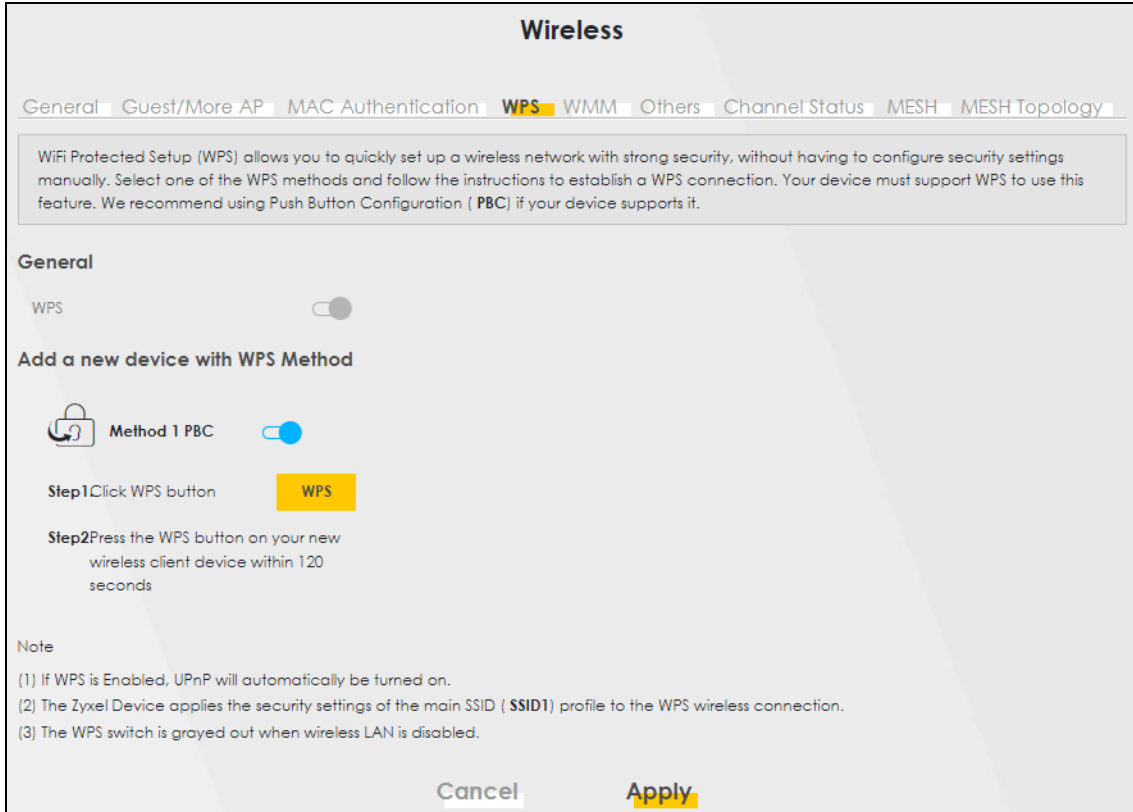 Wireless
General Guest/More AP MAC Authentication WPS WMM Others Channel Status MESH MESH Topology
WiFi Protected Setup (WPS) allows you to quickly set up a wireless network with strong security, without having to configure security settings
manually. Select one of the WPS methods and follow the instructions to establish a WPS connection. Your device must support WPS to use this
feature. We recommend using Push Button Configuration ( PBC) if your device supports it.
General
WPS
Add a new device with WPS Method
Method 1 PBC
Step1.Click WPS button WPS
Step2Press the WPS button on your new
wireless client device within 120
seconds
Note
(1) If WPS is Enabled, UPnP will automatically be turned on.
(2) The Zyxel Device applies the security settings of the main SSID ( SSID1) profile to the WPS wireless connection.
(3) The WPS switch is grayed out when wireless LAN is disabled.
Cancel Apply